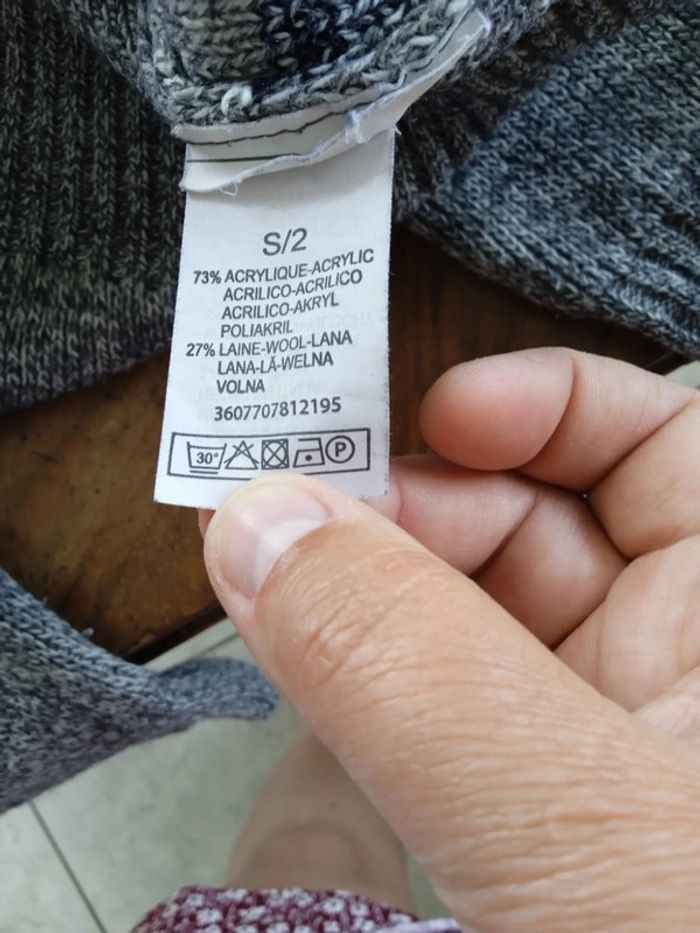 S/2
73% ACRYLIQUE-ACRYLIC
ACRILICO-ACRILICO
ACRILICO-AKRYL
POLIAKRIL
27% LAINE-WOOL-LANA
LANA-LÃ-WELNA
VOLNA
3607707812195
30° P